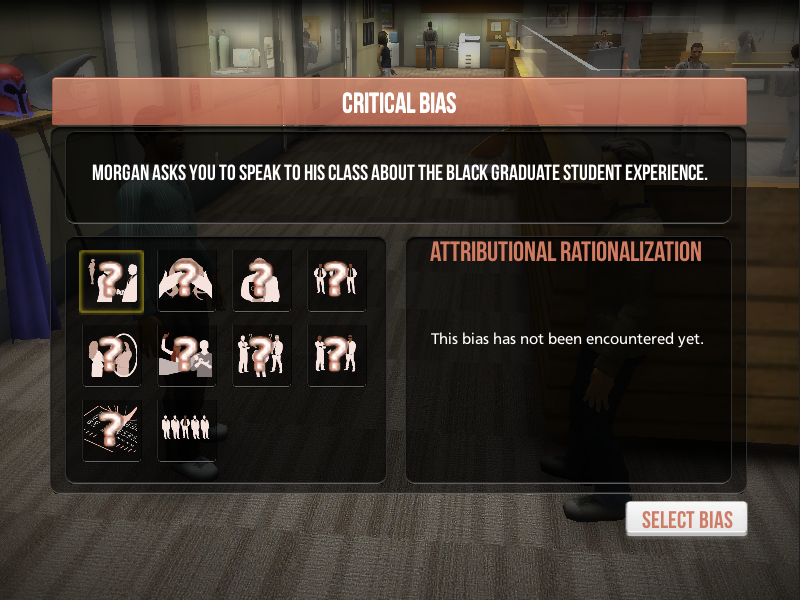 CRITICAL BIAS
MORGAN ASKS YOU TO SPEAK TO HIS CLASS ABOUT THE BLACK GRADUATE STUDENT EXPERIENCE.
ATTRIBUTIONAL RATIONALIZATION
This bias has not been encountered yet.
? ? ? ?
? ? ? ?
?
SELECT BIAS